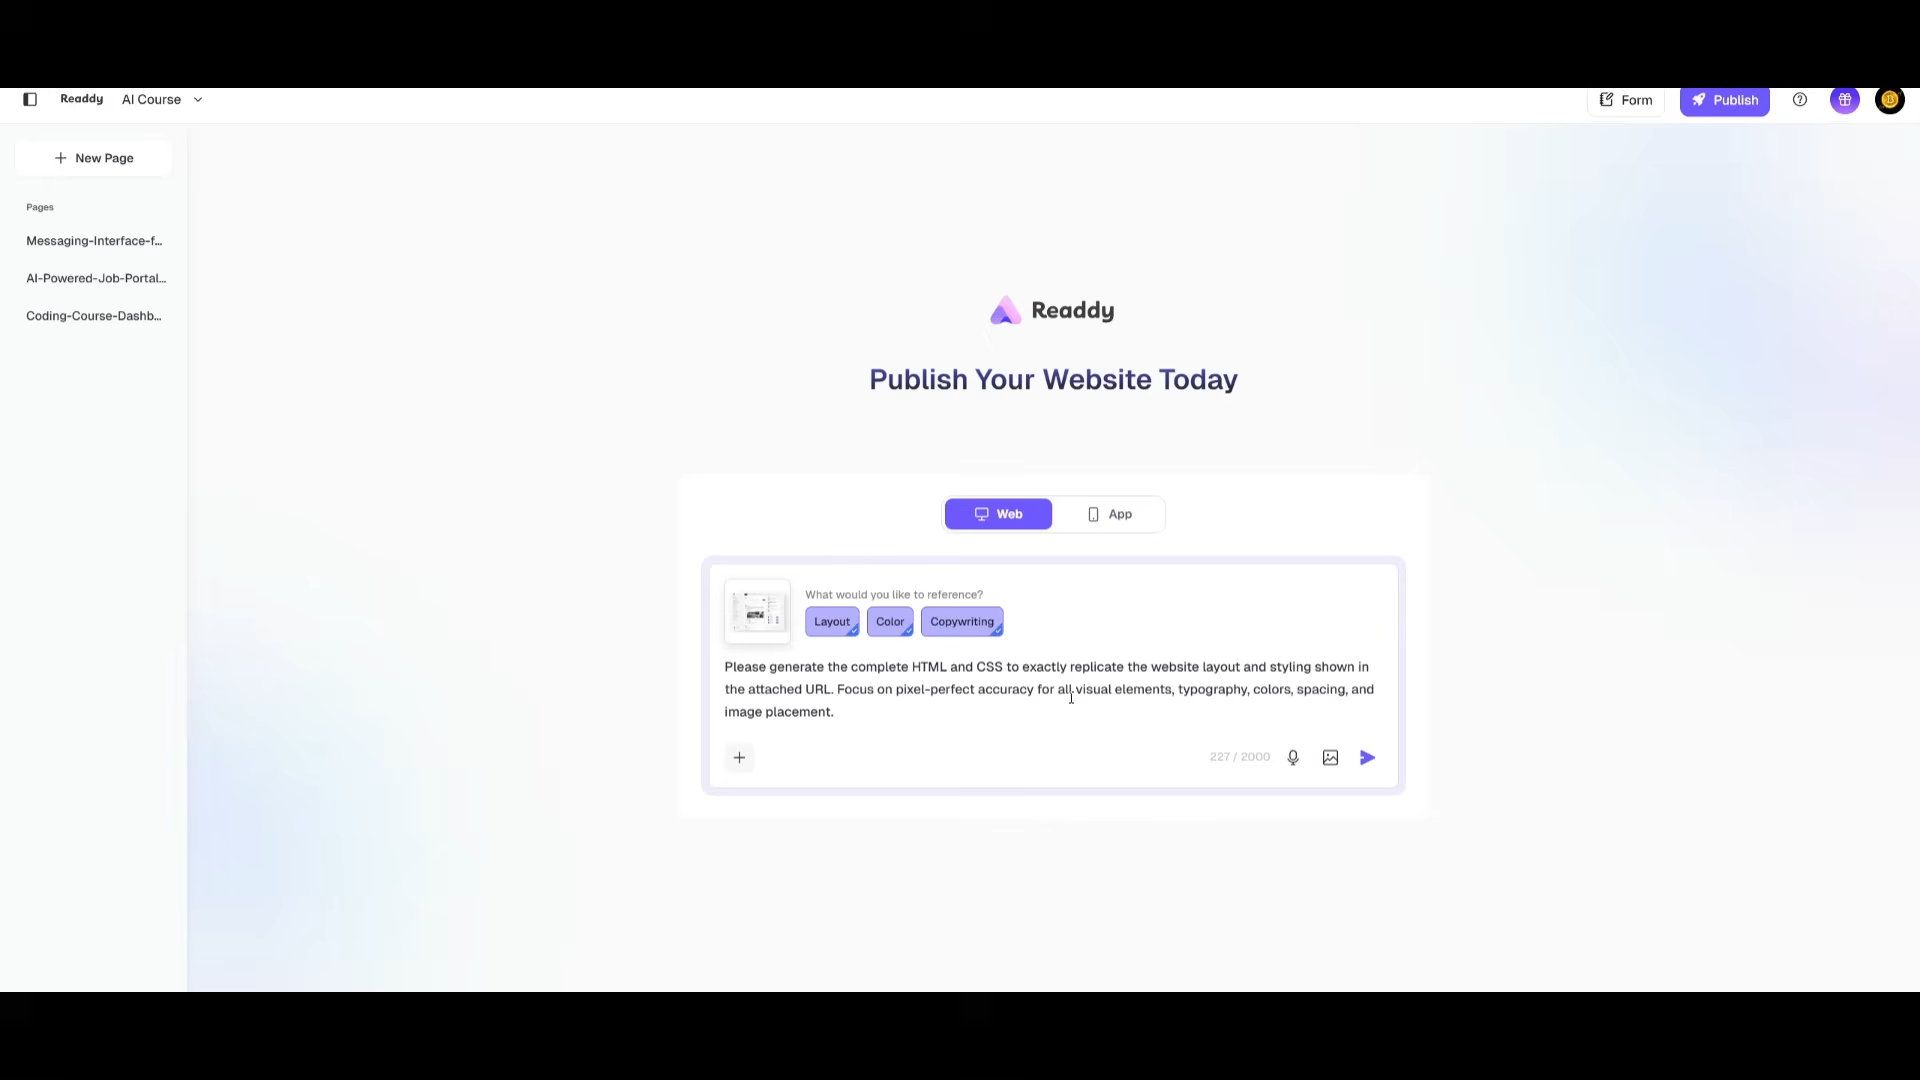 Readdy AI Course
Form
Publish
New Page
Pages
Messaging-Interface-f...
AI-Powered-Job-Portal...
Coding-Course-Dashb...
Readdy
Publish Your Website Today
Web
App
What would you like to reference?
Layout Color Copywriting
Please generate the complete HTML and CSS to exactly replicate the website layout and styling shown in
the attached URL. Focus on pixel-perfect accuracy for all visual elements, typography, colors, spacing, and
image placement.
227 / 2000